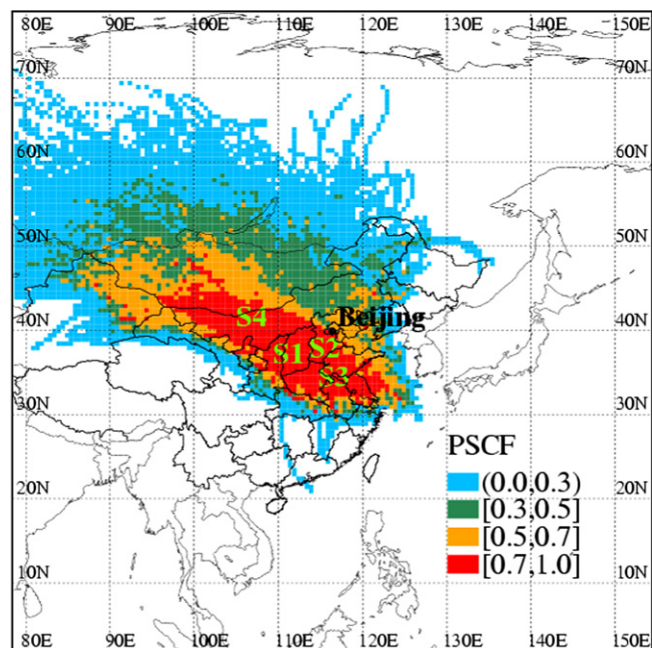 80E 90E 100E 110E 120E 130E 140E 150E
70N 70N
60N 60N
50N 50N
40N S4 Beijing 40N
S1 S2
S3
30N 30N
PSCF
(0.0,0.3)
20N [0.3,0.5]
[0.5,0.7]
10N [0.7,1.0]
80E 90E 100E 110E 120E 130E 140E 150E